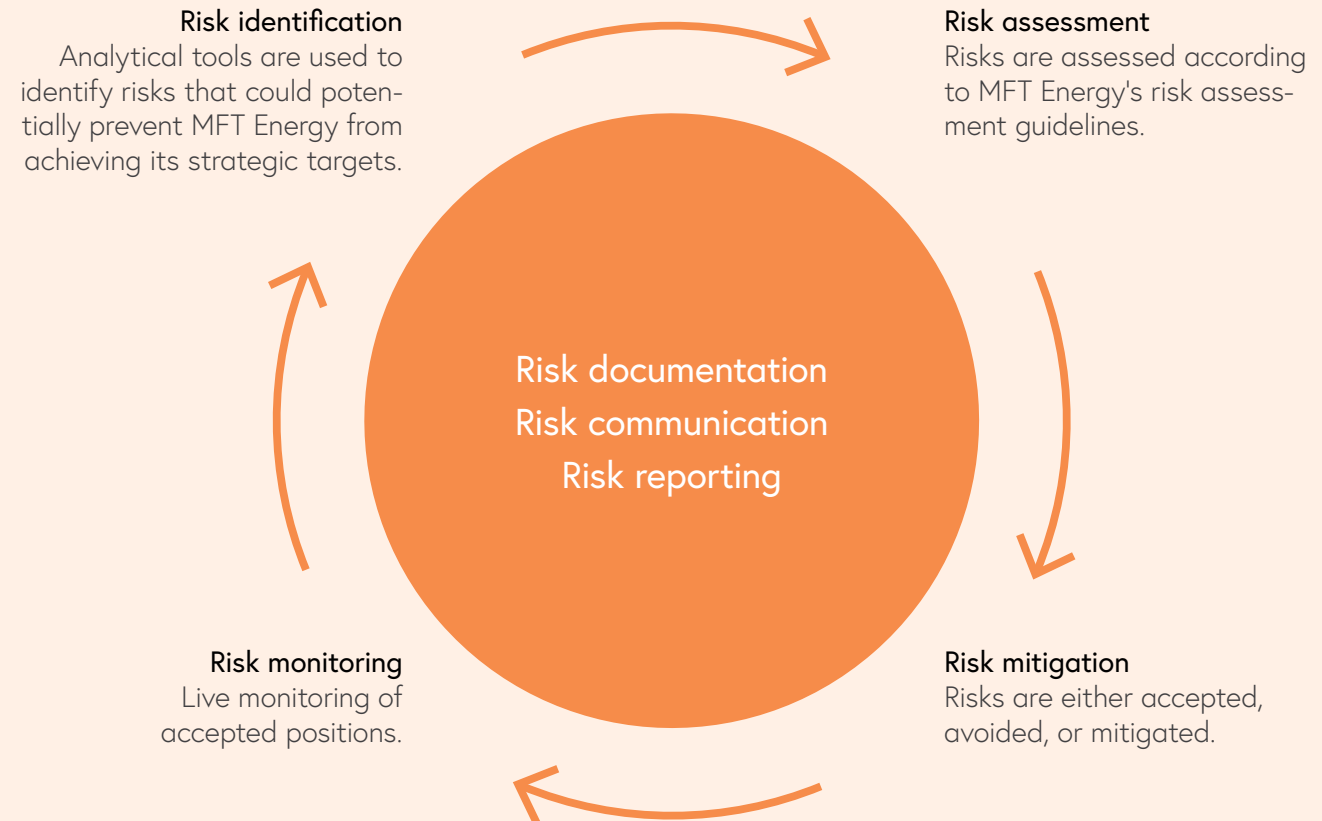 Risk identification
Analytical tools are used to
identify risks that could poten-
tially prevent MFT Energy from
achieving its strategic targets.
Risk assessment
Risks are assessed according
to MFT Energy's risk assess-
ment guidelines.
Risk documentation
Risk communication
Risk reporting
Risk monitoring
Live monitoring of
accepted positions.
Risk mitigation
Risks are either accepted,
avoided, or mitigated.